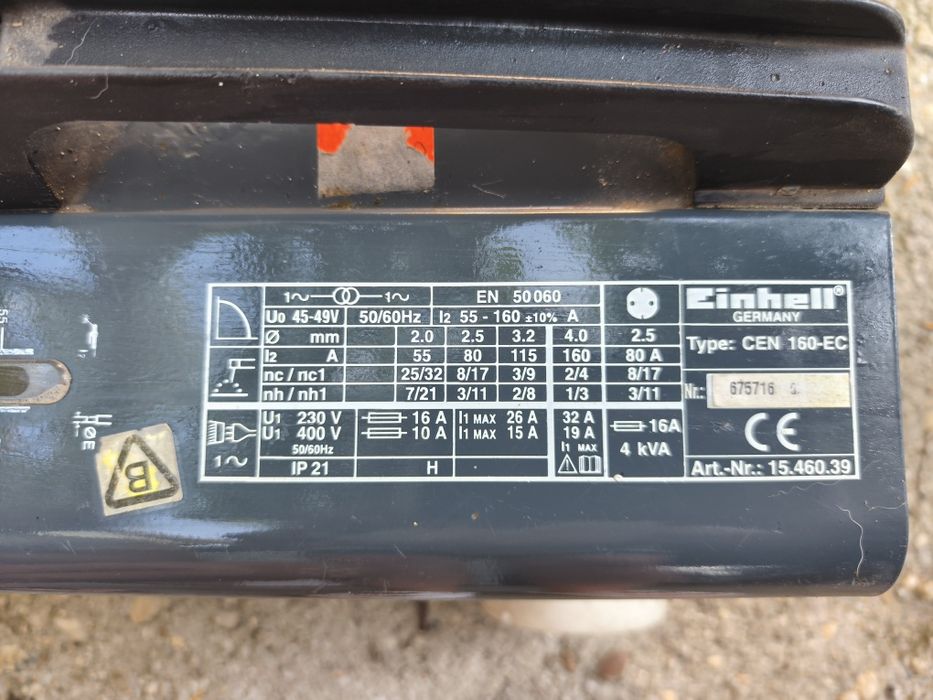 1~ 1~ EN 50060
U0 45-49V 50/60Hz I2 55 - 160 ±10% A
Ø mm 2.0 2.5 3.2 4.0 2.5
I2 A 55 80 115 160 80 A
nc / nc1 25/32 8/17 3/9 2/4 8/17
nh / nh1 7/21 3/11 2/8 1/3 3/11
U1 230 V 16 A I1 MAX 26 A 32 A
U1 400 V 10 A I1 MAX 15 A 19 A
50/60Hz I1 MAX
1~ IP 21 H
16A
4 kVA
Einhell®
GERMANY
Type: CEN 160-EC
Nr.: 675716
CE
Art.-Nr.: 15.460.39
B
55
ØE